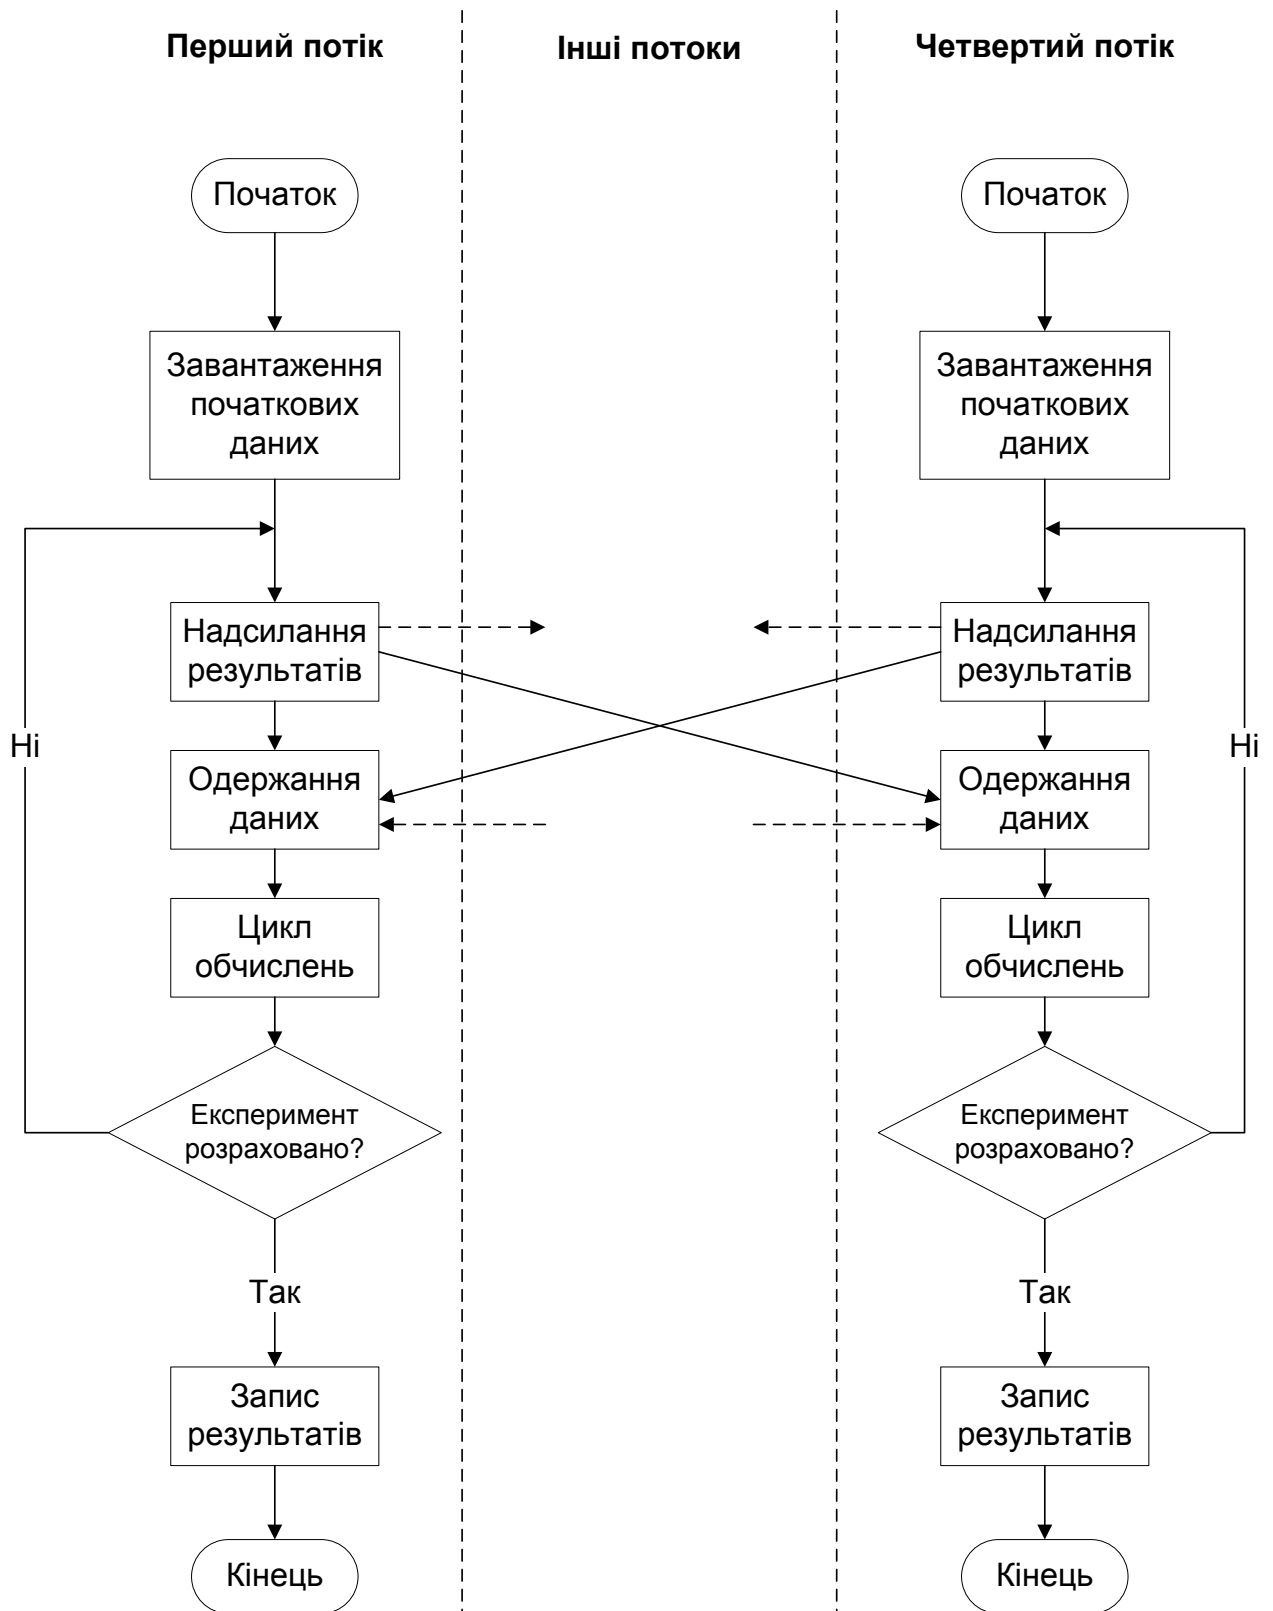 Перший потік
Інші потоки
Четвертий потік
Початок
Початок
Завантаження
початкових
даних
Завантаження
початкових
даних
Надсилання
результатів
Надсилання
результатів
Ні
Одержання
даних
Одержання
даних
Ні
Цикл
обчислень
Цикл
обчислень
Експеримент
розраховано?
Експеримент
розраховано?
Так
Так
Запис
результатів
Запис
результатів
Кінець
Кінець